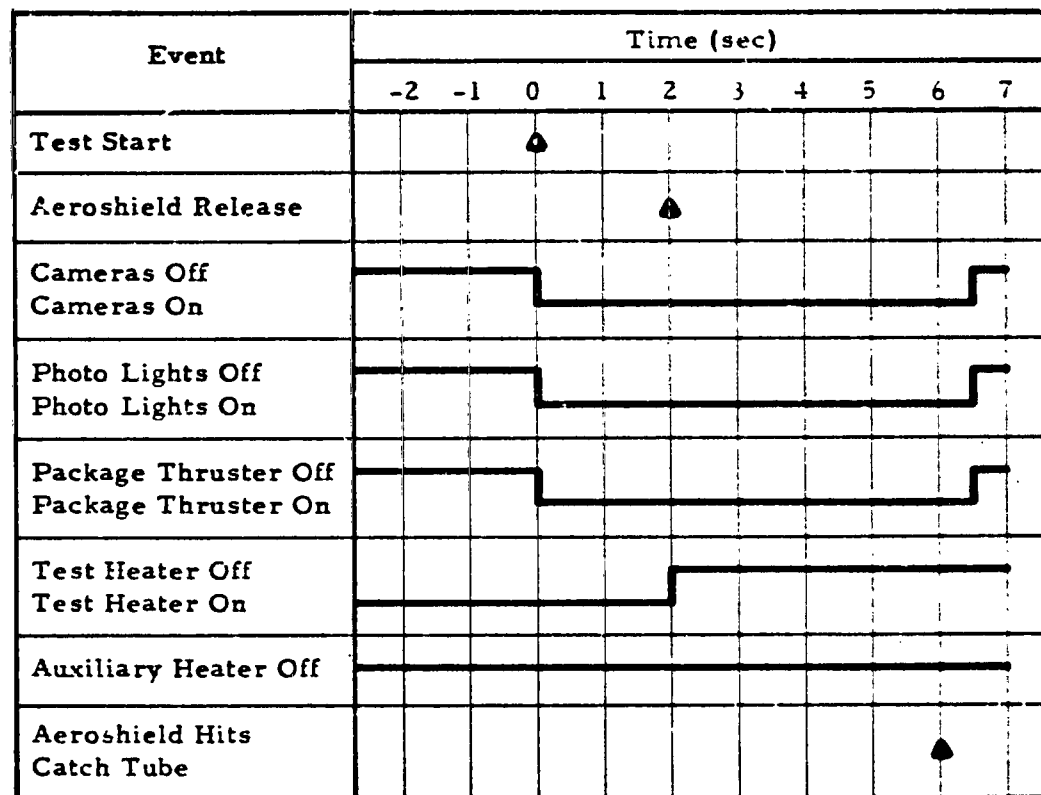 Event
Time (sec)
-2 -1 0 1 2 3 4 5 6 7
Test Start
Aeroshield Release
Cameras Off
Cameras On
Photo Lights Off
Photo Lights On
Package Thruster Off
Package Thruster On
Test Heater Off
Test Heater On
Auxiliary Heater Off
Aeroshield Hits
Catch Tube